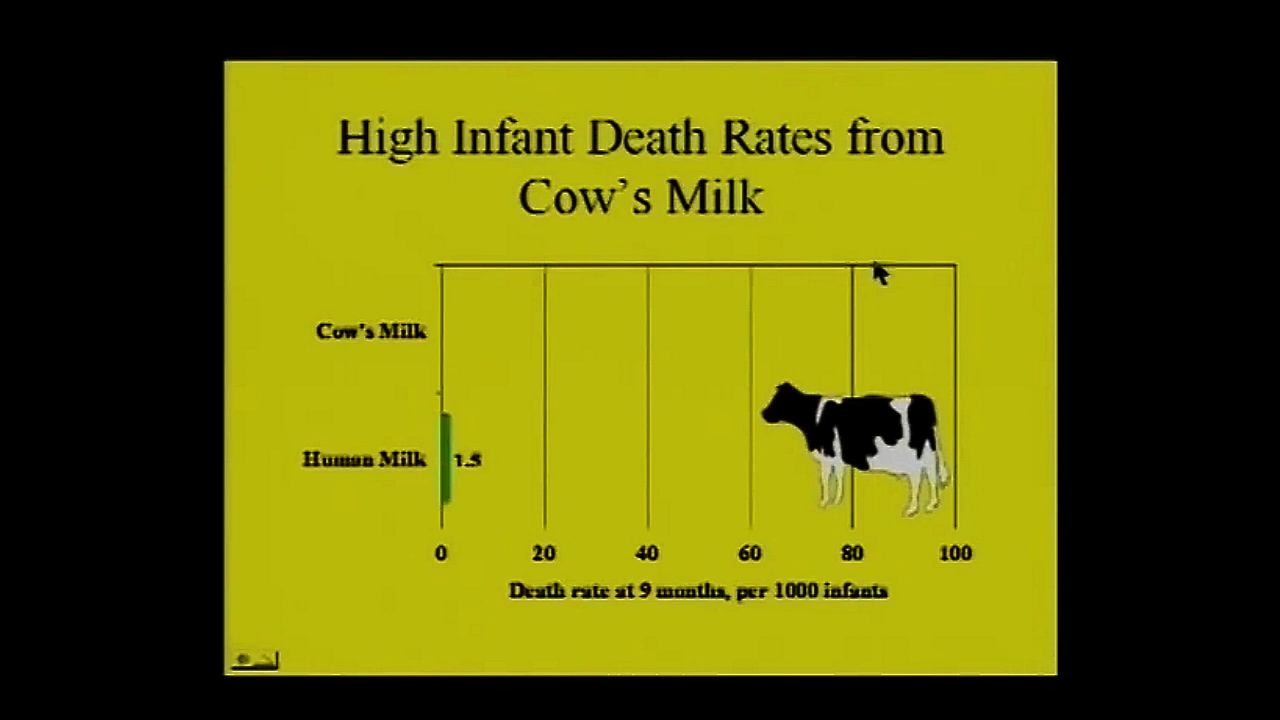 High Infant Death Rates from
Cow's Milk
Cow's Milk
Human Milk 1.5
0 20 40 60 80 100
Death rate at 9 months, per 1000 infants